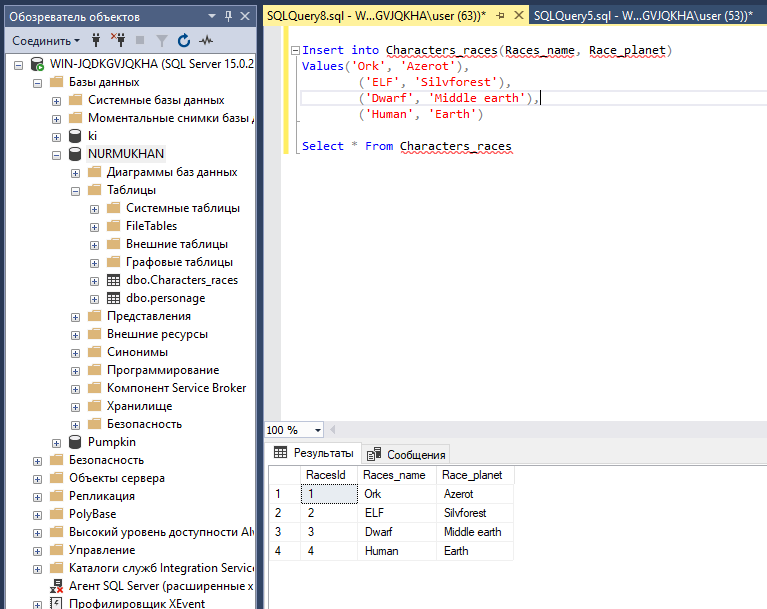 Обозреватель объектов
SQLQuery8.sql - W...GVJQKHA\user (63))*
SQLQuery5.sql - W...GVJQKHA\user (53))*
Соединить
WIN-JQDKGVJQKHA (SQL Server 15.0.2
Базы данных
Системные базы данных
Моментальные снимки базы
ki
NURMUKHAN
Диаграммы баз данных
Таблицы
Системные таблицы
FileTables
Внешние таблицы
Графовые таблицы
dbo.Characters_races
dbo.personage
Представления
Внешние ресурсы
Синонимы
Программирование
Компонент Service Broker
Хранилище
Безопасность
Pumpkin
Безопасность
Объекты сервера
Репликация
PolyBase
Высокий уровень доступности Al
Управление
Каталоги служб Integration Servic
Агент SQL Server (расширенные х
Профилировщик XEvent
Insert into Characters_races(Races_name, Race_planet)
Values('Ork', 'Azerot'),
('ELF', 'Silvforest'),
('Dwarf', 'Middle earth'),
('Human', 'Earth')
Select * From Characters_races
100 %
Результаты
Сообщения
RacesId Races_name Race_planet
1 1 Ork Azerot
2 2 ELF Silvforest
3 3 Dwarf Middle earth
4 4 Human Earth